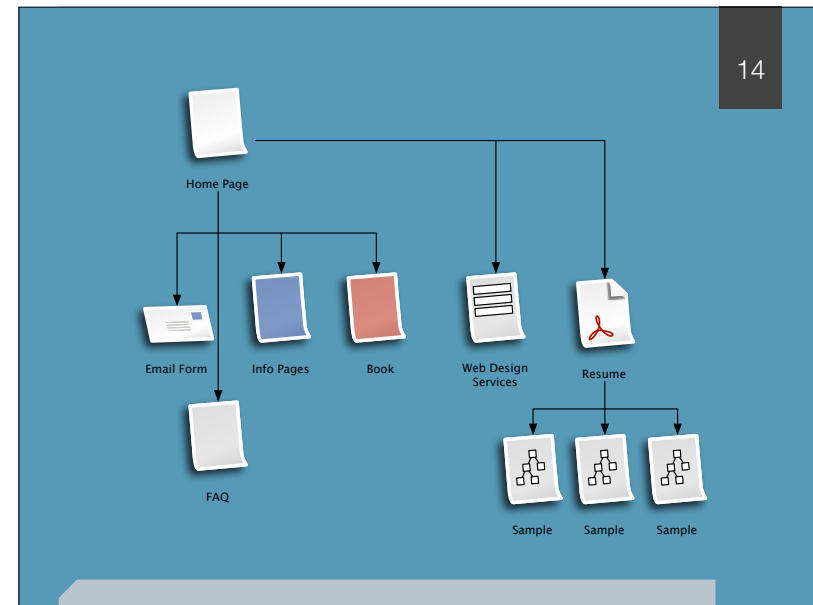 14
Home Page
Email Form
Info Pages
Book
Web Design
Services
Resume
FAQ
Sample
Sample
Sample